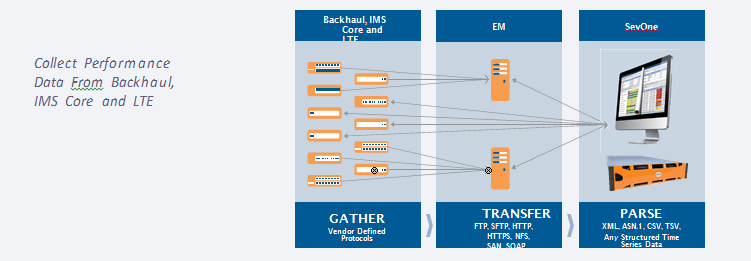 Collect Performance
Data From Backhaul,
IMS Core and LTE
Backhaul, IMS
Core and
LTE
EM
SevOne
GATHER
Vendor Defined
Protocols
TRANSFER
FTP, SFTP, HTTP,
HTTPS, NFS,
SAN, SOAP
PARSE
XML, ASN.1, CSV, TSV,
Any Structured Time
Series Data